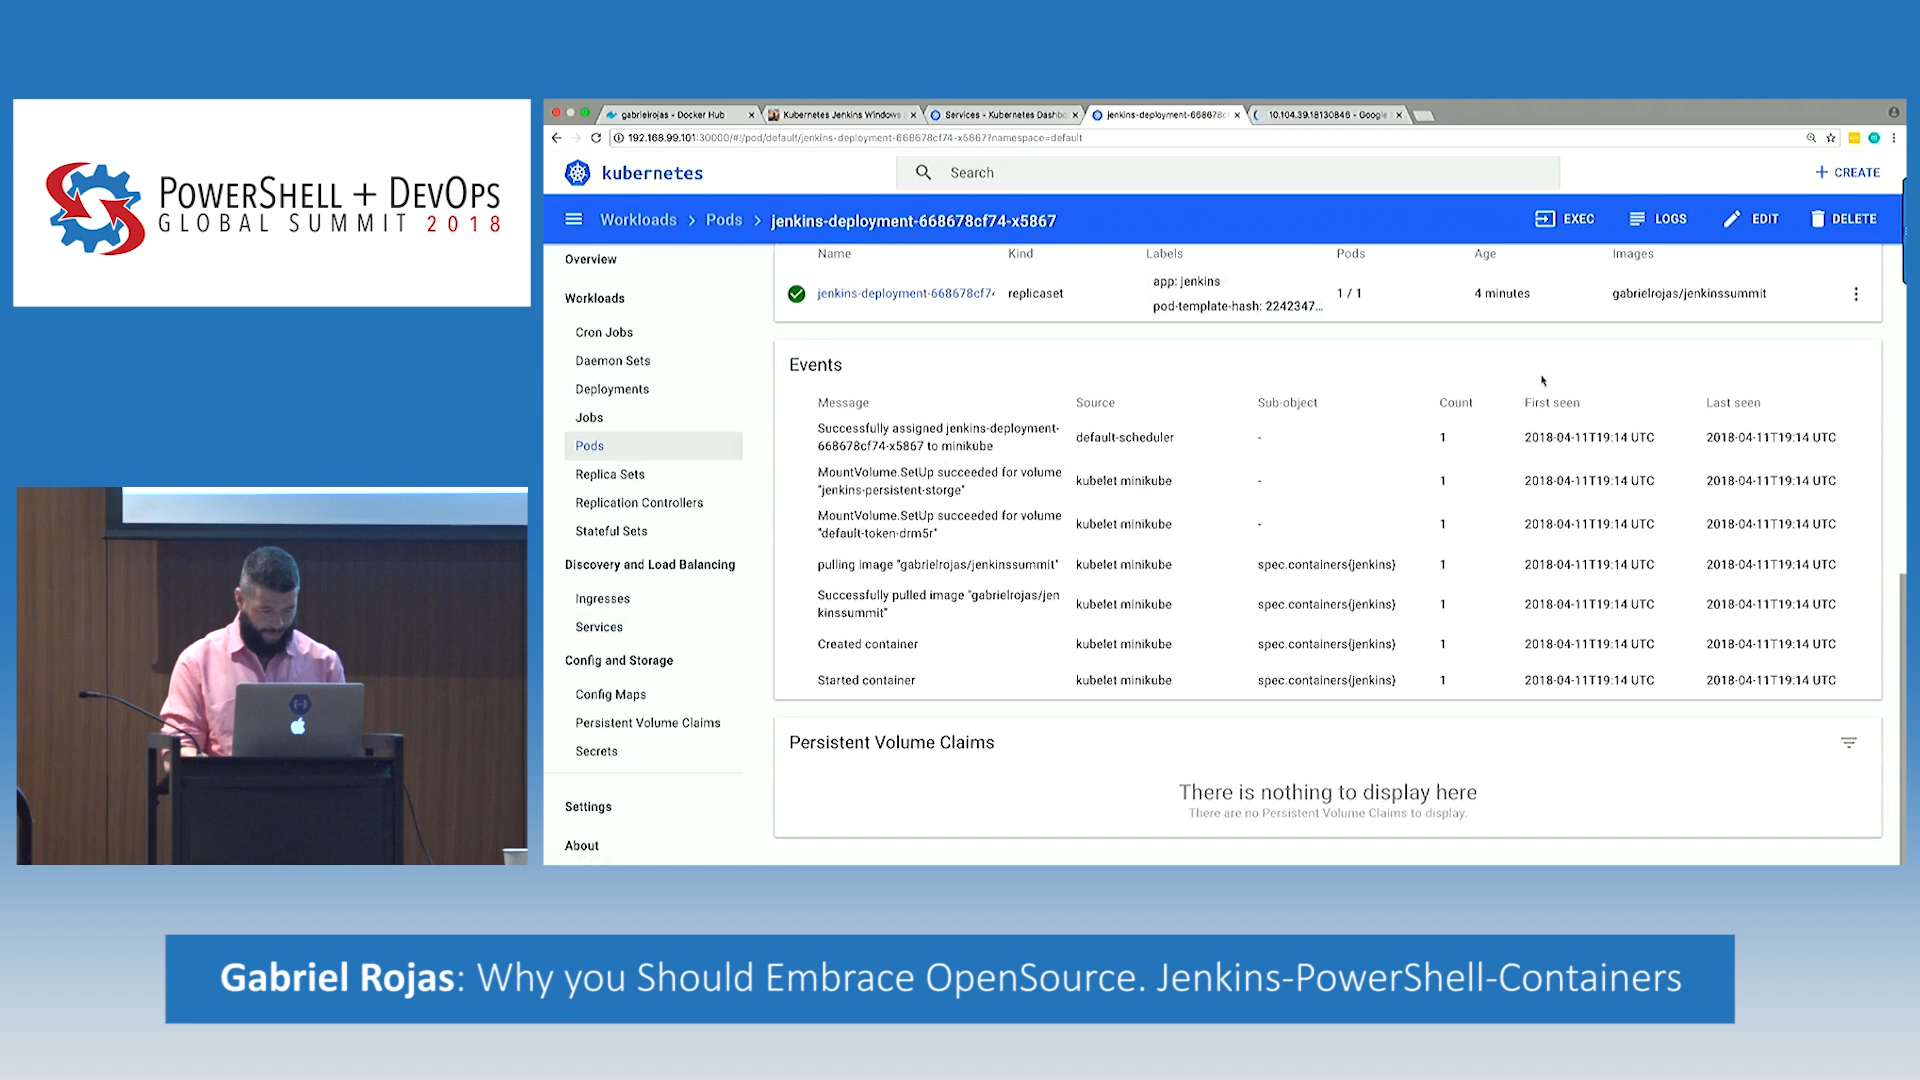 POWERSHELL + DEVOPS
GLOBAL SUMMIT 2018
gabrielrojas - Docker Hub
Kubernetes Jenkins Windows
Services - Kubernetes Dashbo
jenkins-deployment-668678c
10.104.39.18130846 - Google
192.168.99.101:30000/#!/pod/default/jenkins-deployment-668678cf74-x5867?namespace=default
kubernetes
Search
+ CREATE
Workloads > Pods > jenkins-deployment-668678cf74-x5867
EXEC
LOGS
EDIT
DELETE
Overview
Workloads
Cron Jobs
Daemon Sets
Deployments
Jobs
Pods
Replica Sets
Replication Controllers
Stateful Sets
Discovery and Load Balancing
Ingresses
Services
Config and Storage
Config Maps
Persistent Volume Claims
Secrets
Settings
About
Name Kind Labels Pods Age Images
jenkins-deployment-668678cf7 replicaset app: jenkins 1 / 1 4 minutes gabrielrojas/jenkinssummit
pod-template-hash: 2242347...
Events
Message Source Sub-object Count First seen Last seen
Successfully assigned jenkins-deployment-
668678cf74-x5867 to minikube default-scheduler - 1 2018-04-11T19:14 UTC 2018-04-11T19:14 UTC
MountVolume.SetUp succeeded for volume
"jenkins-persistent-storge" kubelet minikube - 1 2018-04-11T19:14 UTC 2018-04-11T19:14 UTC
MountVolume.SetUp succeeded for volume
"default-token-drm5r" kubelet minikube - 1 2018-04-11T19:14 UTC 2018-04-11T19:14 UTC
pulling image "gabrielrojas/jenkinssummit" kubelet minikube spec.containers{jenkins} 1 2018-04-11T19:14 UTC 2018-04-11T19:14 UTC
Successfully pulled image "gabrielrojas/jen
kinssummit" kubelet minikube spec.containers{jenkins} 1 2018-04-11T19:14 UTC 2018-04-11T19:14 UTC
Created container kubelet minikube spec.containers{jenkins} 1 2018-04-11T19:14 UTC 2018-04-11T19:14 UTC
Started container kubelet minikube spec.containers{jenkins} 1 2018-04-11T19:14 UTC 2018-04-11T19:14 UTC
Persistent Volume Claims
There is nothing to display here
There are no Persistent Volume Claims to display.
Gabriel Rojas: Why you Should Embrace OpenSource. Jenkins-PowerShell-Containers